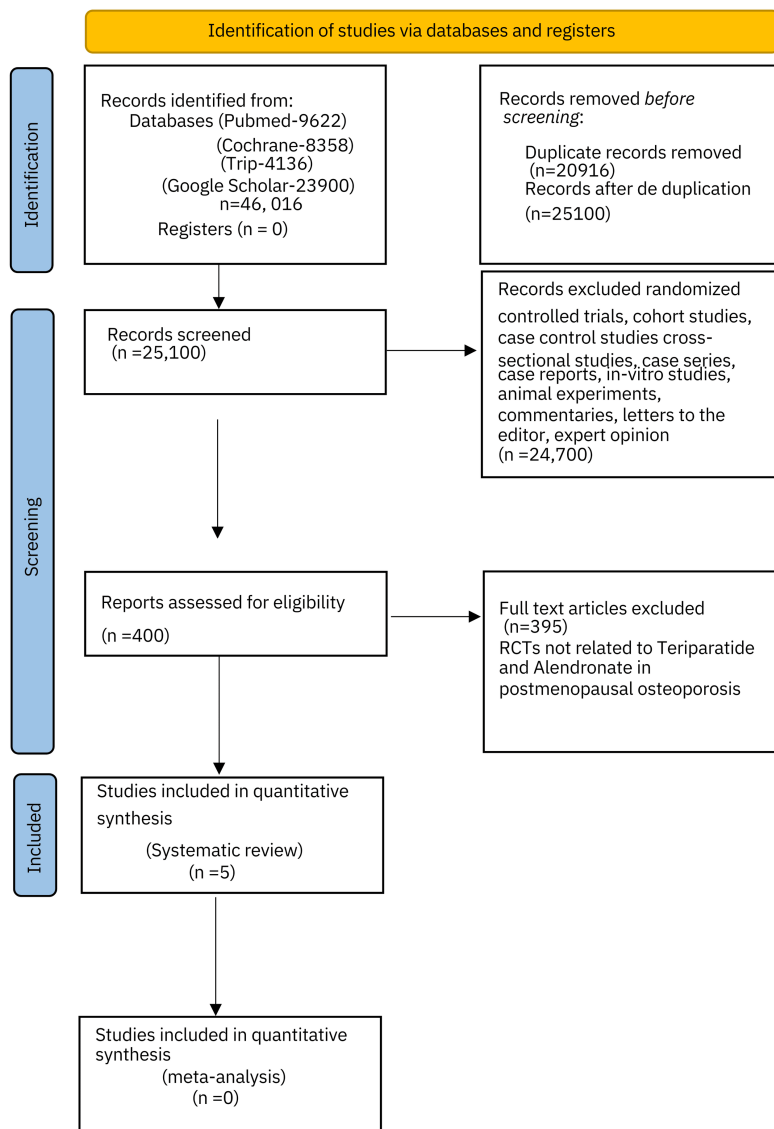 Identification of studies via databases and registers
Identification
Records identified from:
Databases (Pubmed-9622)
(Cochrane-8358)
(Trip-4136)
(Google Scholar-23900)
n=46, 016
Registers (n = 0)
Records removed before
screening:
Duplicate records removed
(n=20916)
Records after de duplication
(n=25100)
Screening
Records screened
(n =25,100)
Records excluded randomized
controlled trials, cohort studies,
case control studies cross-
sectional studies, case series,
case reports, in-vitro studies,
animal experiments,
commentaries, letters to the
editor, expert opinion
(n =24,700)
Reports assessed for eligibility
(n =400)
Full text articles excluded
(n=395)
RCTs not related to Teriparatide
and Alendronate in
postmenopausal osteoporosis
Included
Studies included in quantitative
synthesis
(Systematic review)
(n =5)
Studies included in quantitative
synthesis
(meta-analysis)
(n =0)